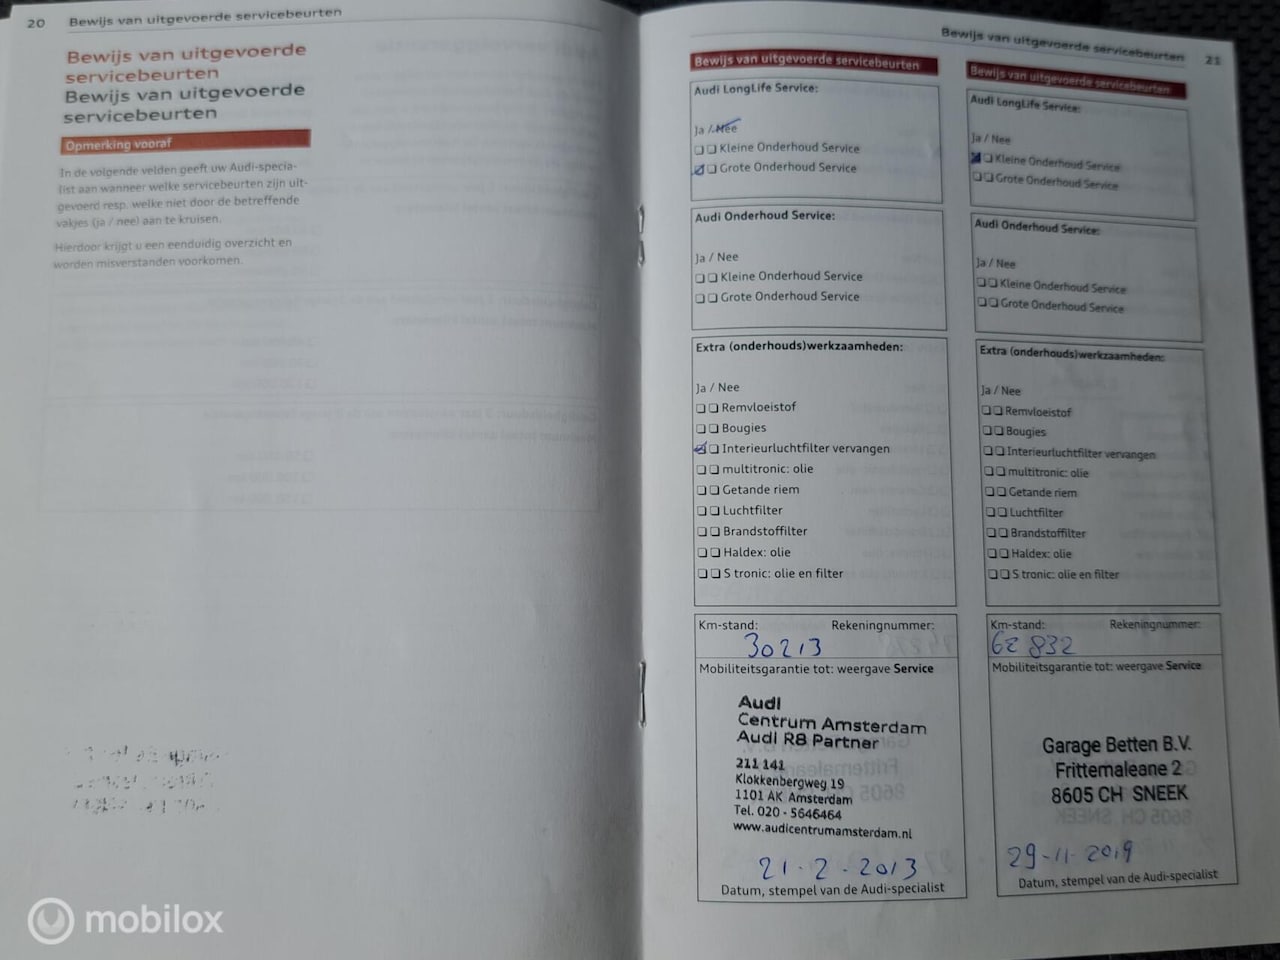 20 Bewijs van uitgevoerde servicebeurten
Bewijs van uitgevoerde
servicebeurten
Bewijs van uitgevoerde
servicebeurten
Opmerking vooraf
In de volgende velden geeft uw Audi-specia-
list aan wanneer welke servicebeurten zijn uit-
gevoerd resp. welke niet door de betreffende
vakjes (ja / nee) aan te kruisen.
Hierdoor krijgt u een eenduidig overzicht en
worden misverstanden voorkomen.
Bewijs van uitgevoerde servicebeurten 21
Bewijs van uitgevoerde servicebeurten
Audi LongLife Service:
Ja / Nee
Kleine Onderhoud Service
Grote Onderhoud Service
Audi Onderhoud Service:
Ja / Nee
Kleine Onderhoud Service
Grote Onderhoud Service
Extra (onderhouds)werkzaamheden:
Ja / Nee
Remvloeistof
Bougies
Interieurluchtfilter vervangen
multitronic: olie
Getande riem
Luchtfilter
Brandstoffilter
Haldex: olie
S tronic: olie en filter
Km-stand: Rekeningnummer:
30213
Mobiliteitsgarantie tot: weergave Service
Audi
Centrum Amsterdam
Audi R8 Partner
211 141
Klokkenbergweg 19
1101 AK Amsterdam
Tel. 020 - 5646464
www.audicentrumamsterdam.nl
21-2-2013
Datum, stempel van de Audi-specialist
Bewijs van uitgevoerde servicebeurten
Audi LongLife Service:
Ja / Nee
Kleine Onderhoud Service
Grote Onderhoud Service
Audi Onderhoud Service:
Ja / Nee
Kleine Onderhoud Service
Grote Onderhoud Service
Extra (onderhouds)werkzaamheden:
Ja / Nee
Remvloeistof
Bougies
Interieurluchtfilter vervangen
multitronic: olie
Getande riem
Luchtfilter
Brandstoffilter
Haldex: olie
S tronic: olie en filter
Km-stand: Rekeningnummer:
62 832
Mobiliteitsgarantie tot: weergave Service
Garage Betten B.V.
Frittemaleane 2
8605 CH SNEEK
29-11-2019
Datum, stempel van de Audi-specialist
mobilox